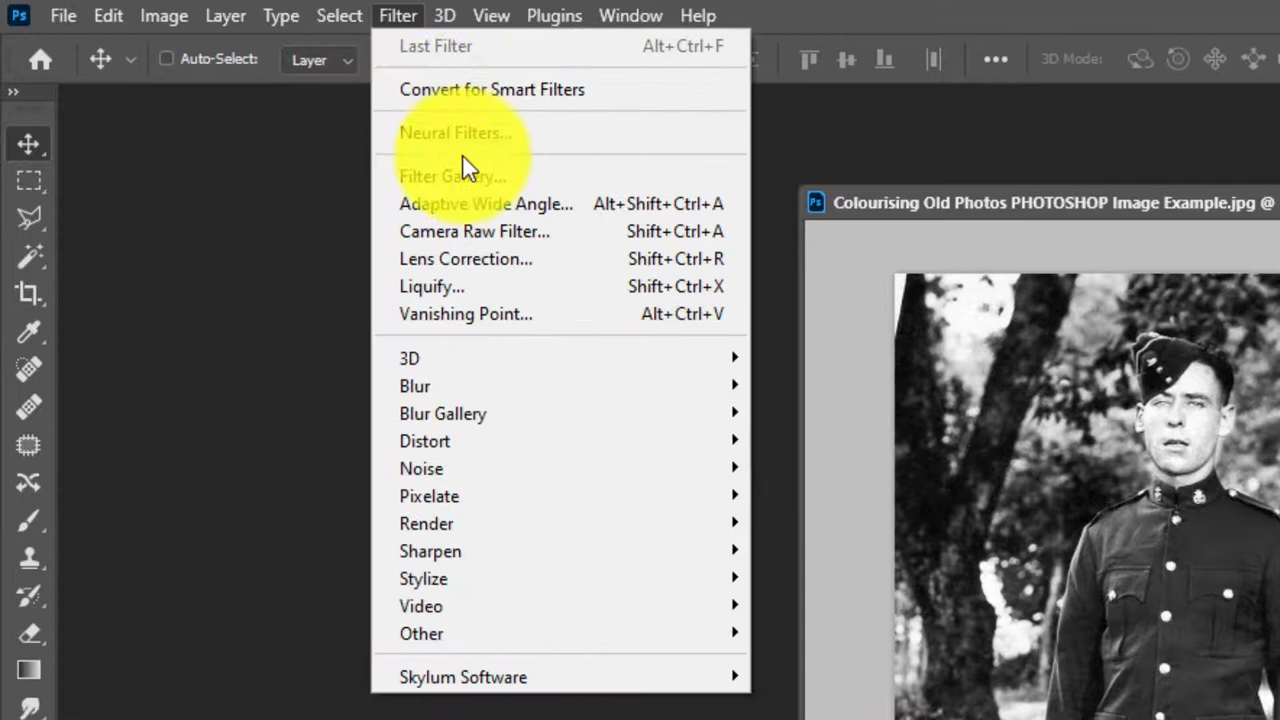 Ps File Edit Image Layer Type Select Filter 3D View Plugins Window Help
Auto-Select: Layer 3D Mode:
Last Filter Alt+Ctrl+F
Convert for Smart Filters
Neural Filters...
Filter Gallery...
Adaptive Wide Angle... Alt+Shift+Ctrl+A
Camera Raw Filter... Shift+Ctrl+A
Lens Correction... Shift+Ctrl+R
Liquify... Shift+Ctrl+X
Vanishing Point... Alt+Ctrl+V
3D
Blur
Blur Gallery
Distort
Noise
Pixelate
Render
Sharpen
Stylize
Video
Other
Skylum Software
Ps Colourising Old Photos PHOTOSHOP Image Example.jpg @